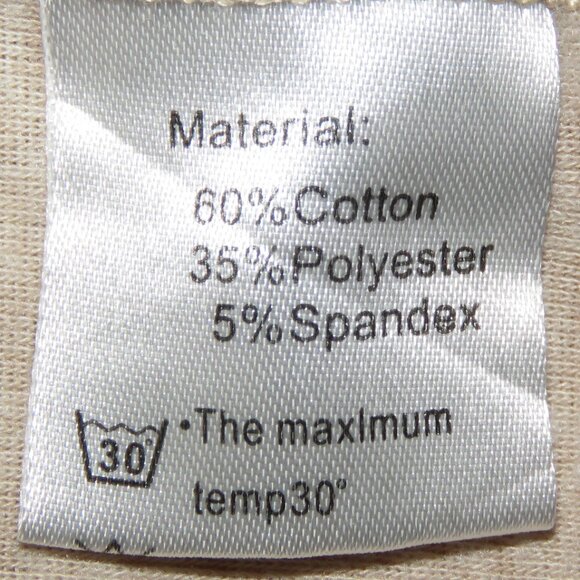 Material:
60%Cotton
35%Polyester
5%Spandex
30° •The maxlmum
temp30°